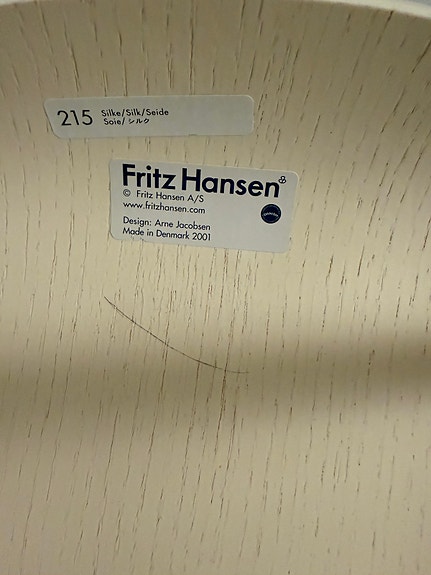 215 Silke/Silk/Seide
Soie/シルク
Fritz Hansen
© Fritz Hansen A/S
www.fritzhansen.com
Design: Arne Jacobsen
Made in Denmark 2001